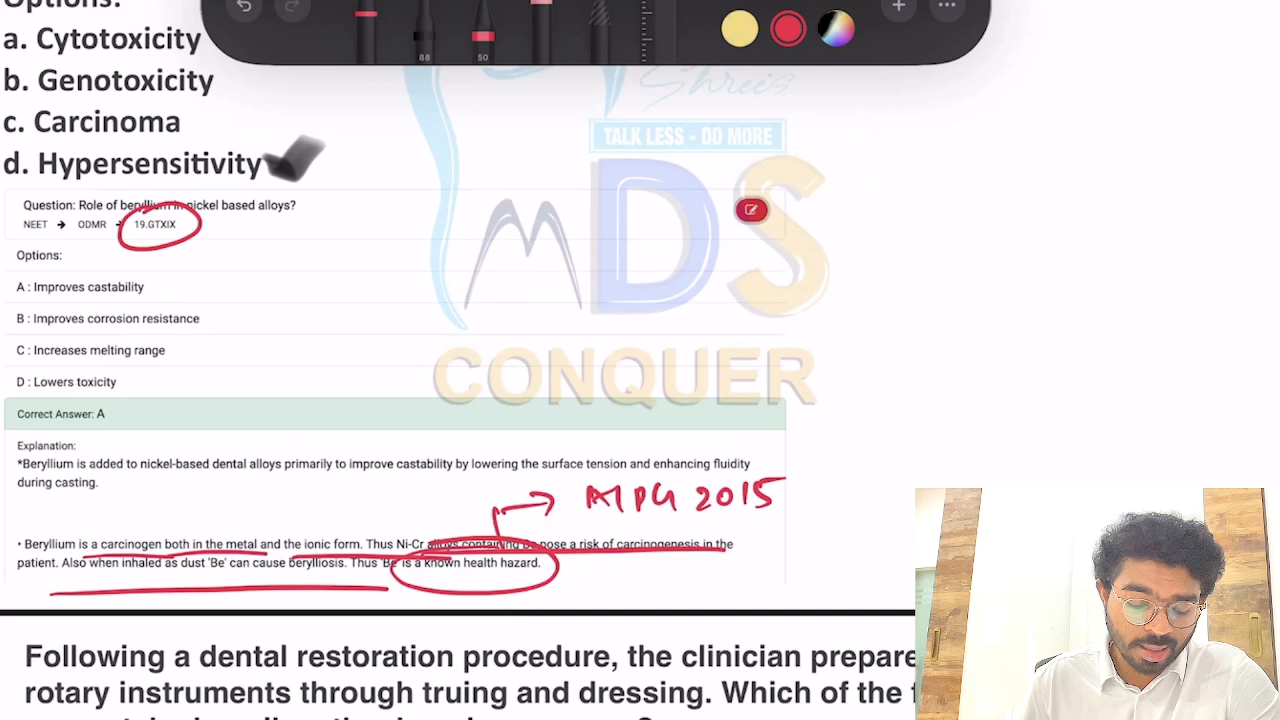 Options:
a. Cytotoxicity
b. Genotoxicity
c. Carcinoma
d. Hypersensitivity
88
50
Shree's
TALK LESS - DO MORE
MDS
CONQUER
Question: Role of beryllium in nickel based alloys?
NEET → ODMR → 19.GTXIX
Options:
A : Improves castability
B : Improves corrosion resistance
C : Increases melting range
D : Lowers toxicity
Correct Answer: A
Explanation:
*Beryllium is added to nickel-based dental alloys primarily to improve castability by lowering the surface tension and enhancing fluidity
during casting.
AIPG 2015
• Beryllium is a carcinogen both in the metal and the ionic form. Thus Ni-Cr alloys containing Be pose a risk of carcinogenesis in the
patient. Also when inhaled as dust 'Be' can cause berylliosis. Thus 'Be' is a known health hazard.
Following a dental restoration procedure, the clinician prepare
rotary instruments through truing and dressing. Which of the